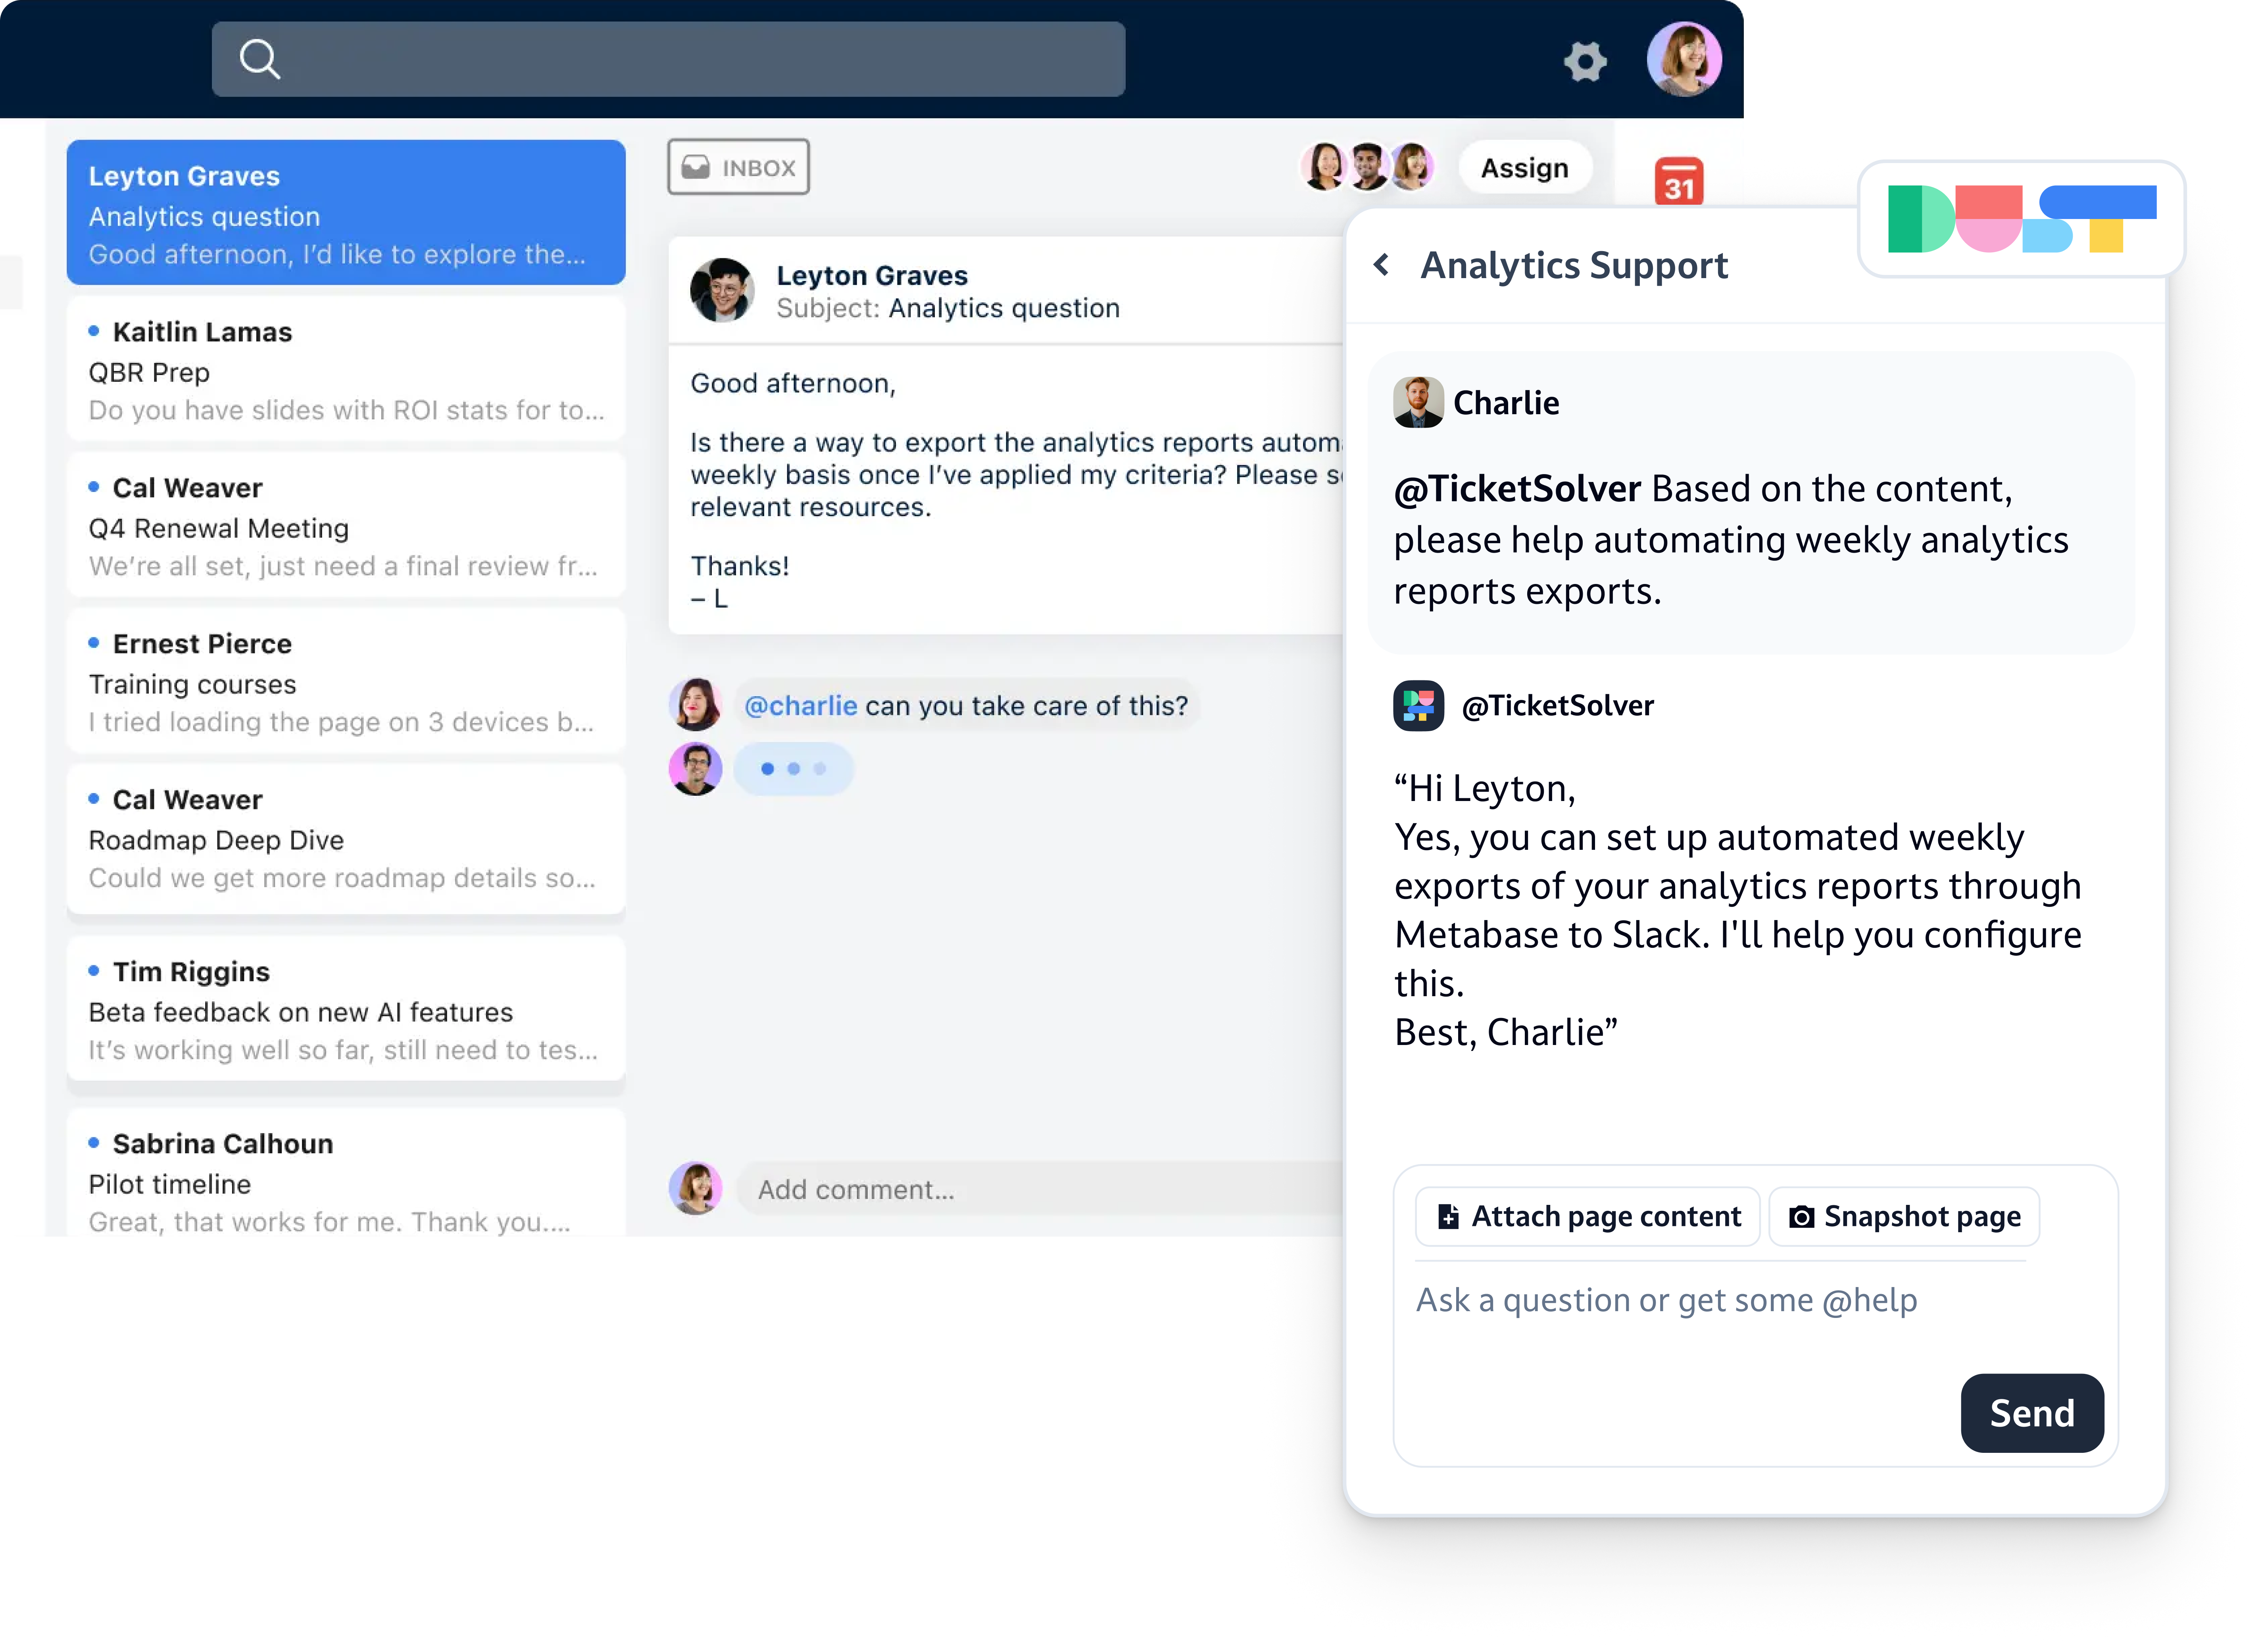 Leyton Graves
Analytics question
Good afternoon, I’d like to explore the...
Kaitlin Lamas
QBR Prep
Do you have slides with ROI stats for to...
Cal Weaver
Q4 Renewal Meeting
We’re all set, just need a final review fr...
Ernest Pierce
Training courses
I tried loading the page on 3 devices b...
Cal Weaver
Roadmap Deep Dive
Could we get more roadmap details so...
Tim Riggins
Beta feedback on new AI features
It’s working well so far, still need to tes...
Sabrina Calhoun
Pilot timeline
Great, that works for me. Thank you....
INBOX
Assign
31
Leyton Graves
Subject: Analytics question
Good afternoon,
Is there a way to export the analytics reports
weekly basis once I’ve applied my criteria? Please
relevant resources.
Thanks!
– L
@charlie can you take care of this?
Add comment...
DUST
Analytics Support
Charlie
@TicketSolver Based on the content,
please help automating weekly analytics
reports exports.
@TicketSolver
“Hi Leyton,
Yes, you can set up automated weekly
exports of your analytics reports through
Metabase to Slack. I'll help you configure
this.
Best, Charlie”
Attach page content
Snapshot page
Ask a question or get some @help
Send